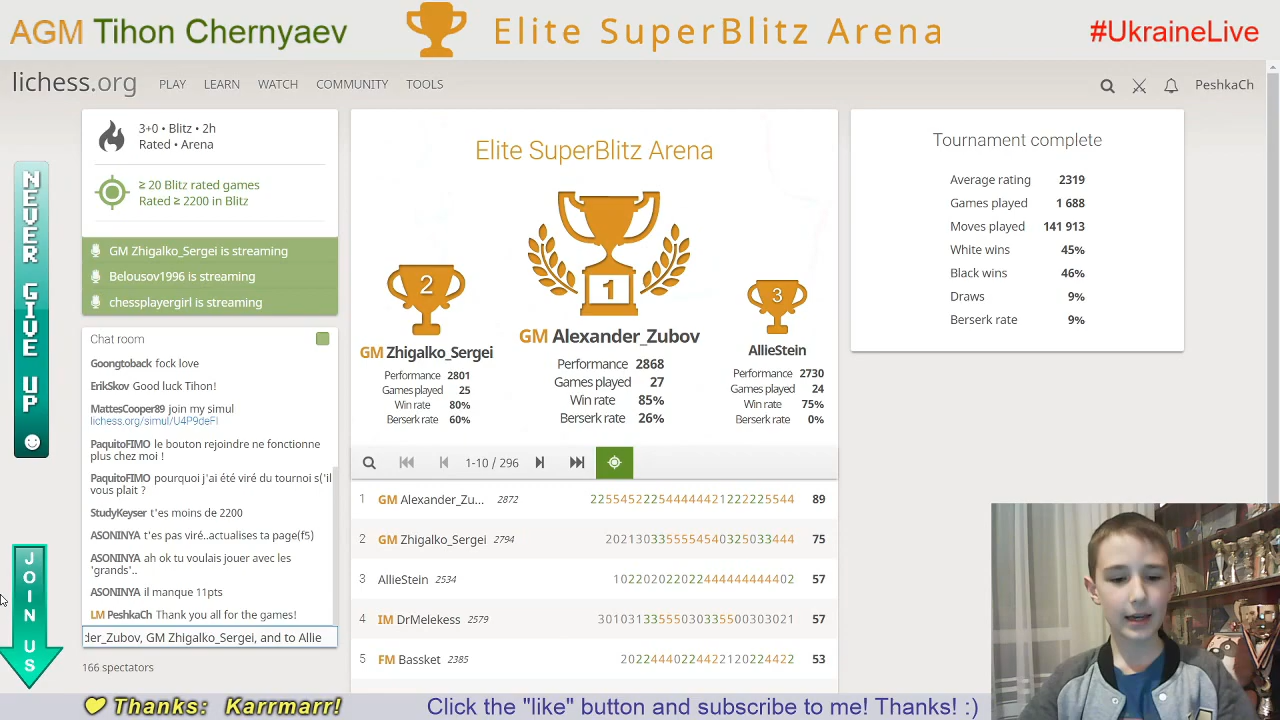 AGM Tihon Chernyaev
Elite SuperBlitz Arena
#UkraineLive
lichess.org
PLAY LEARN WATCH COMMUNITY TOOLS
PeshkaCh
NEVER GIVE UP
JOIN US
3+0 • Blitz • 2h
Rated • Arena
≥ 20 Blitz rated games
Rated ≥ 2200 in Blitz
GM Zhigalko_Sergei is streaming
Belousov1996 is streaming
chessplayergirl is streaming
Chat room
Goongtoback fock love
ErikSkov Good luck Tihon!
MattesCooper89 join my simul
lichess.org/simul/U4P9deFI
PaquitoFIMO le bouton rejoindre ne fonctionne
plus chez moi !
PaquitoFIMO pourquoi j'ai été viré du tournoi s('il
vous plait ?
StudyKeyser t'es moins de 2200
ASONINYA t'es pas viré..actualises ta page(f5)
ASONINYA ah ok tu voulais jouer avec les
'grands'..
ASONINYA il manque 11pts
LM PeshkaCh Thank you all for the games!
der_Zubov, GM Zhigalko_Sergei, and to Allie
166 spectators
Elite SuperBlitz Arena
2
GM Zhigalko_Sergei
Performance 2801
Games played 25
Win rate 80%
Berserk rate 60%
1
GM Alexander_Zubov
Performance 2868
Games played 27
Win rate 85%
Berserk rate 26%
3
AllieStein
Performance 2730
Games played 24
Win rate 75%
Berserk rate 0%
1-10 / 296
1 GM Alexander_Zu... 2872 225545222544444421222225544 89
2 GM Zhigalko_Sergei 2794 20213033555554540325033444 75
3 AllieStein 2534 102202022022444444444402 57
4 IM DrMelekess 2579 3010313355503033550030302 1 57
5 FM Bassket 2385 2022444022442212022442 2 53
Tournament complete
Average rating 2319
Games played 1 688
Moves played 141 913
White wins 45%
Black wins 46%
Draws 9%
Berserk rate 9%
Thanks: Karrmarr!
Click the "like" button and subscribe to me! Thanks! :)